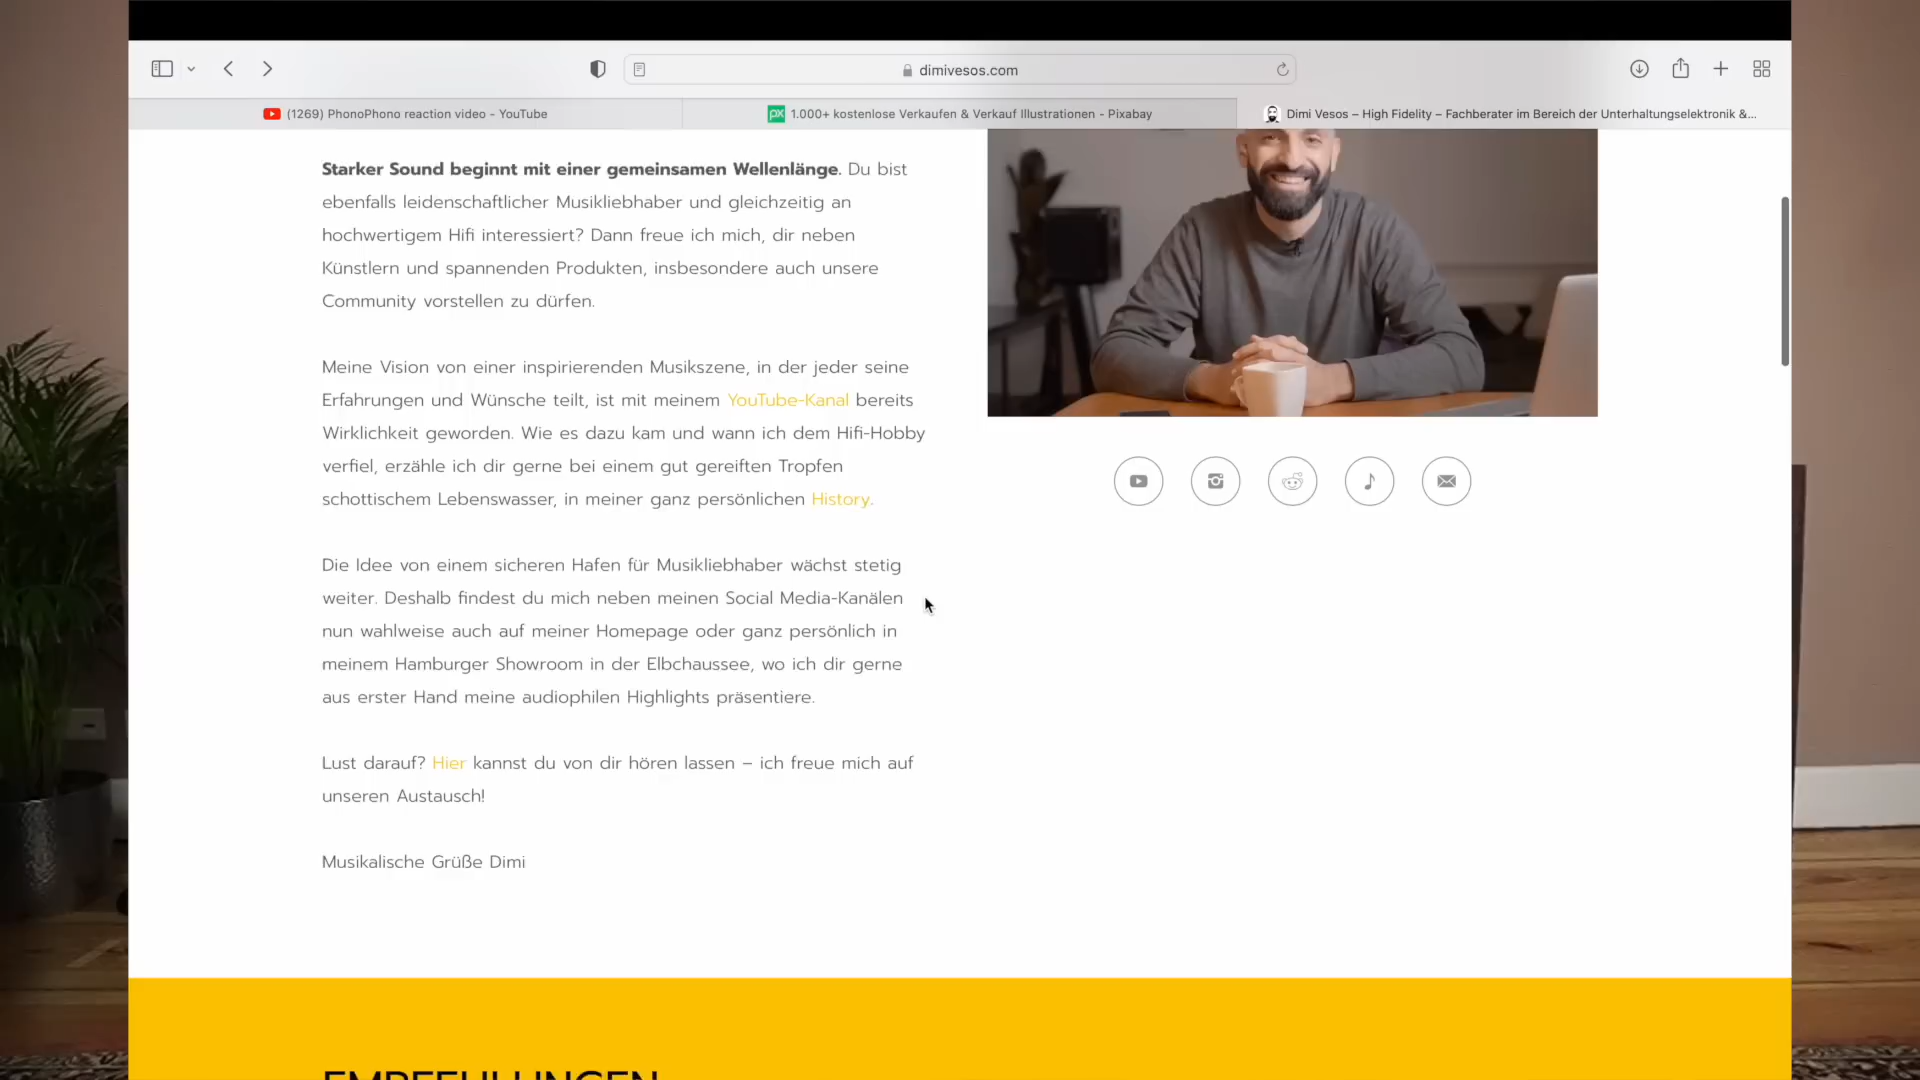 dimivesos.com
(1269) PhonoPhono reaction video - YouTube
1.000+ kostenlose Verkaufen & Verkauf Illustrationen - Pixabay
Dimi Vesos – High Fidelity – Fachberater im Bereich der Unterhaltungselektronik &...
Starker Sound beginnt mit einer gemeinsamen Wellenlänge. Du bist
ebenfalls leidenschaftlicher Musikliebhaber und gleichzeitig an
hochwertigem Hifi interessiert? Dann freue ich mich, dir neben
Künstlern und spannenden Produkten, insbesondere auch unsere
Community vorstellen zu dürfen.
Meine Vision von einer inspirierenden Musikszene, in der jeder seine
Erfahrungen und Wünsche teilt, ist mit meinem YouTube-Kanal bereits
Wirklichkeit geworden. Wie es dazu kam und wann ich dem Hifi-Hobby
verfiel, erzähle ich dir gerne bei einem gut gereiften Tropfen
schottischem Lebenswasser, in meiner ganz persönlichen History.
Die Idee von einem sicheren Hafen für Musikliebhaber wächst stetig
weiter. Deshalb findest du mich neben meinen Social Media-Kanälen
nun wahlweise auch auf meiner Homepage oder ganz persönlich in
meinem Hamburger Showroom in der Elbchaussee, wo ich dir gerne
aus erster Hand meine audiophilen Highlights präsentiere.
Lust darauf? Hier kannst du von dir hören lassen – ich freue mich auf
unseren Austausch!
Musikalische Grüße Dimi
EMPFEHLUNGEN